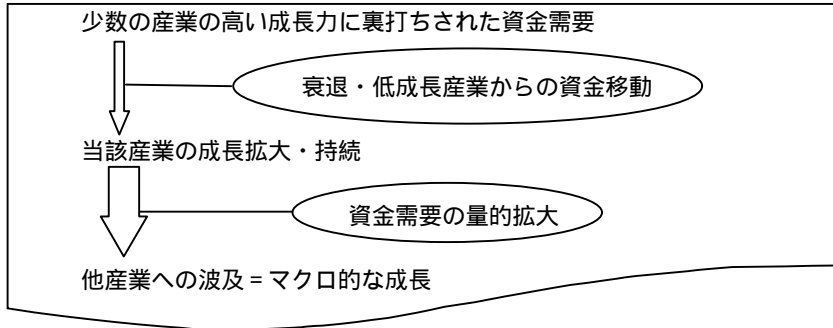 少数の産業の高い成長力に裏打ちされた資金需要
衰退・低成長産業からの資金移動
当該産業の成長拡大・持続
資金需要の量的拡大
他産業への波及＝マクロ的な成長